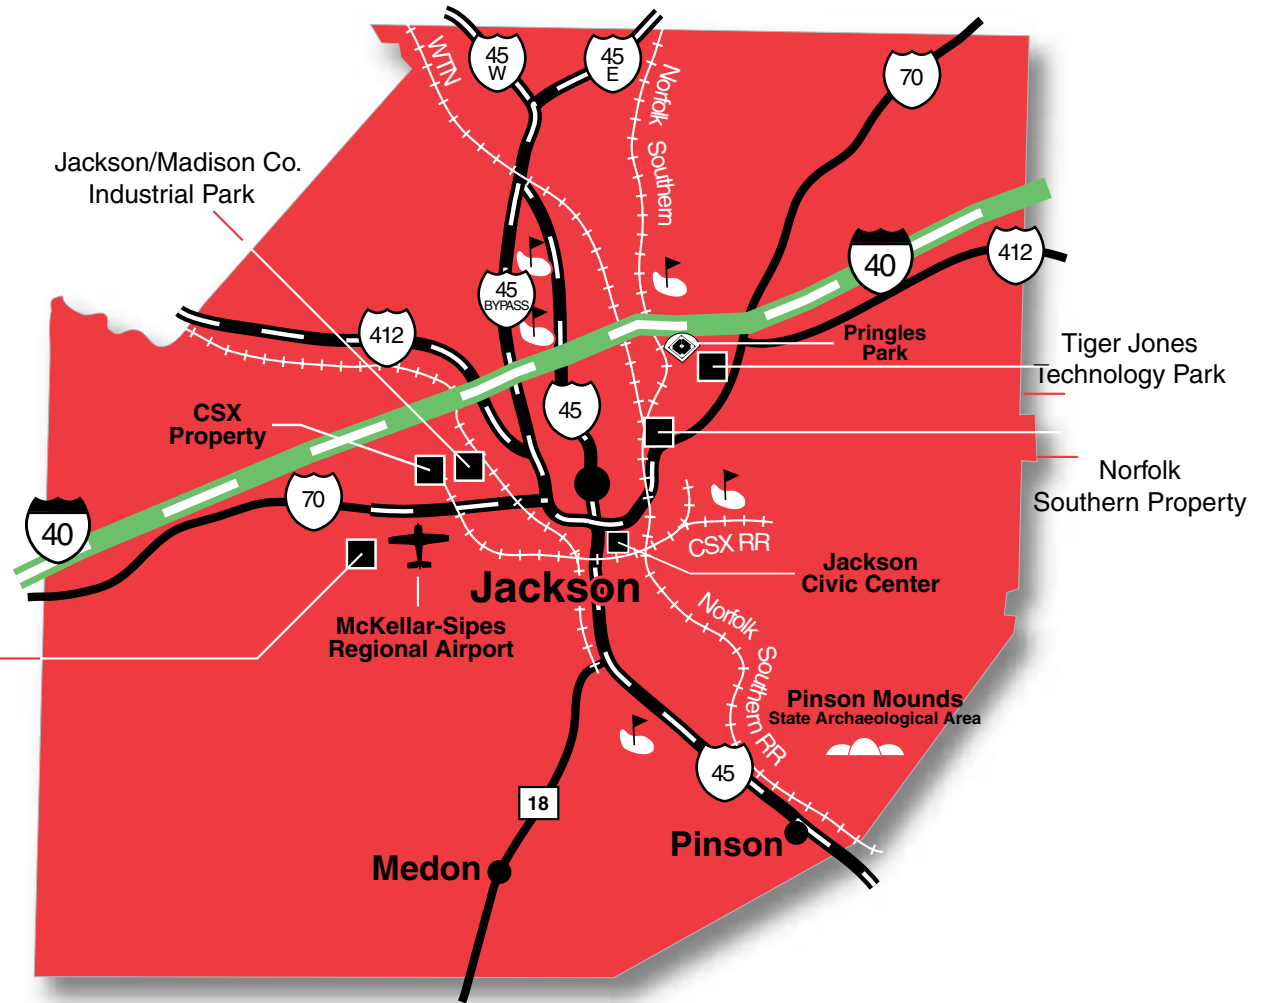 45
W
45
E
70
WTN
Norfolk Southern
Jackson/Madison Co.
Industrial Park
40
412
45
BYPASS
412
Pringles
Park
Tiger Jones
Technology Park
CSX
Property
45
Norfolk
Southern Property
70
40
CSX RR
Jackson
Civic Center
Jackson
McKellar-Sipes
Regional Airport
Norfolk Southern RR
Pinson Mounds
State Archaeological Area
45
18
Pinson
Medon